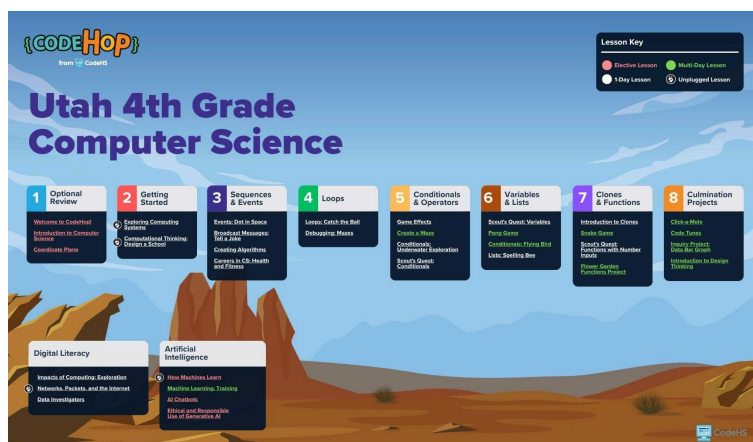 {CODEHOP}
from CodeHS
Lesson Key
Elective Lesson
Multi-Day Lesson
1-Day Lesson
Unplugged Lesson
Utah 4th Grade
Computer Science
1
Optional
Review
Welcome to CodeHop!
Introduction to Computer
Science
Coordinate Plane
2
Getting
Started
Exploring Computing
Systems
Computational Thinking:
Design a School
3
Sequences
& Events
Events: Dot in Space
Broadcast Messages:
Tell a Joke
Creating Algorithms
Careers in CS: Health
and Fitness
4
Loops
Loops: Catch the Ball
Debugging: Mazes
5
Conditionals
& Operators
Game Effects
Create a Maze
Conditionals:
Underwater Exploration
Scout's Quest:
Conditionals
6
Variables
& Lists
Scout's Quest: Variables
Pong Game
Conditionals: Flying Bird
Lists: Spelling Bee
7
Clones
& Functions
Introduction to Clones
Snake Game
Scout's Quest:
Functions with Number
Inputs
Flower Garden
Functions Project
8
Culmination
Projects
Click-a-Mole
Code Tunes
Inquiry Project:
Data Bar Graph
Introduction to Design
Thinking
Digital Literacy
Impacts of Computing: Exploration
Networks, Packets, and the Internet
Data Investigators
Artificial
Intelligence
How Machines Learn
Machine Learning: Training
AI Chatbots
Ethical and Responsible
Use of Generative AI
CodeHS